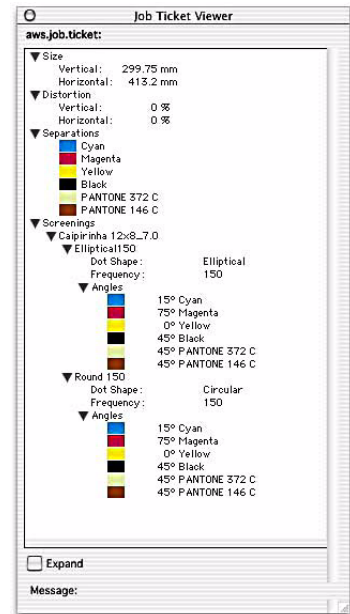 Job Ticket Viewer
aws.job.ticket:
Size
Vertical: 299.75 mm
Horizontal: 413.2 mm
Distortion
Vertical: 0 %
Horizontal: 0 %
Separations
Cyan
Magenta
Yellow
Black
PANTONE 372 C
PANTONE 146 C
Screenings
Caipirinha 12x8_7.0
Elliptical150
Dot Shape: Elliptical
Frequency: 150
Angles
15° Cyan
75° Magenta
0° Yellow
45° Black
45° PANTONE 372 C
45° PANTONE 146 C
Round 150
Dot Shape: Circular
Frequency: 150
Angles
15° Cyan
75° Magenta
0° Yellow
45° Black
45° PANTONE 372 C
45° PANTONE 146 C
Expand
Message: